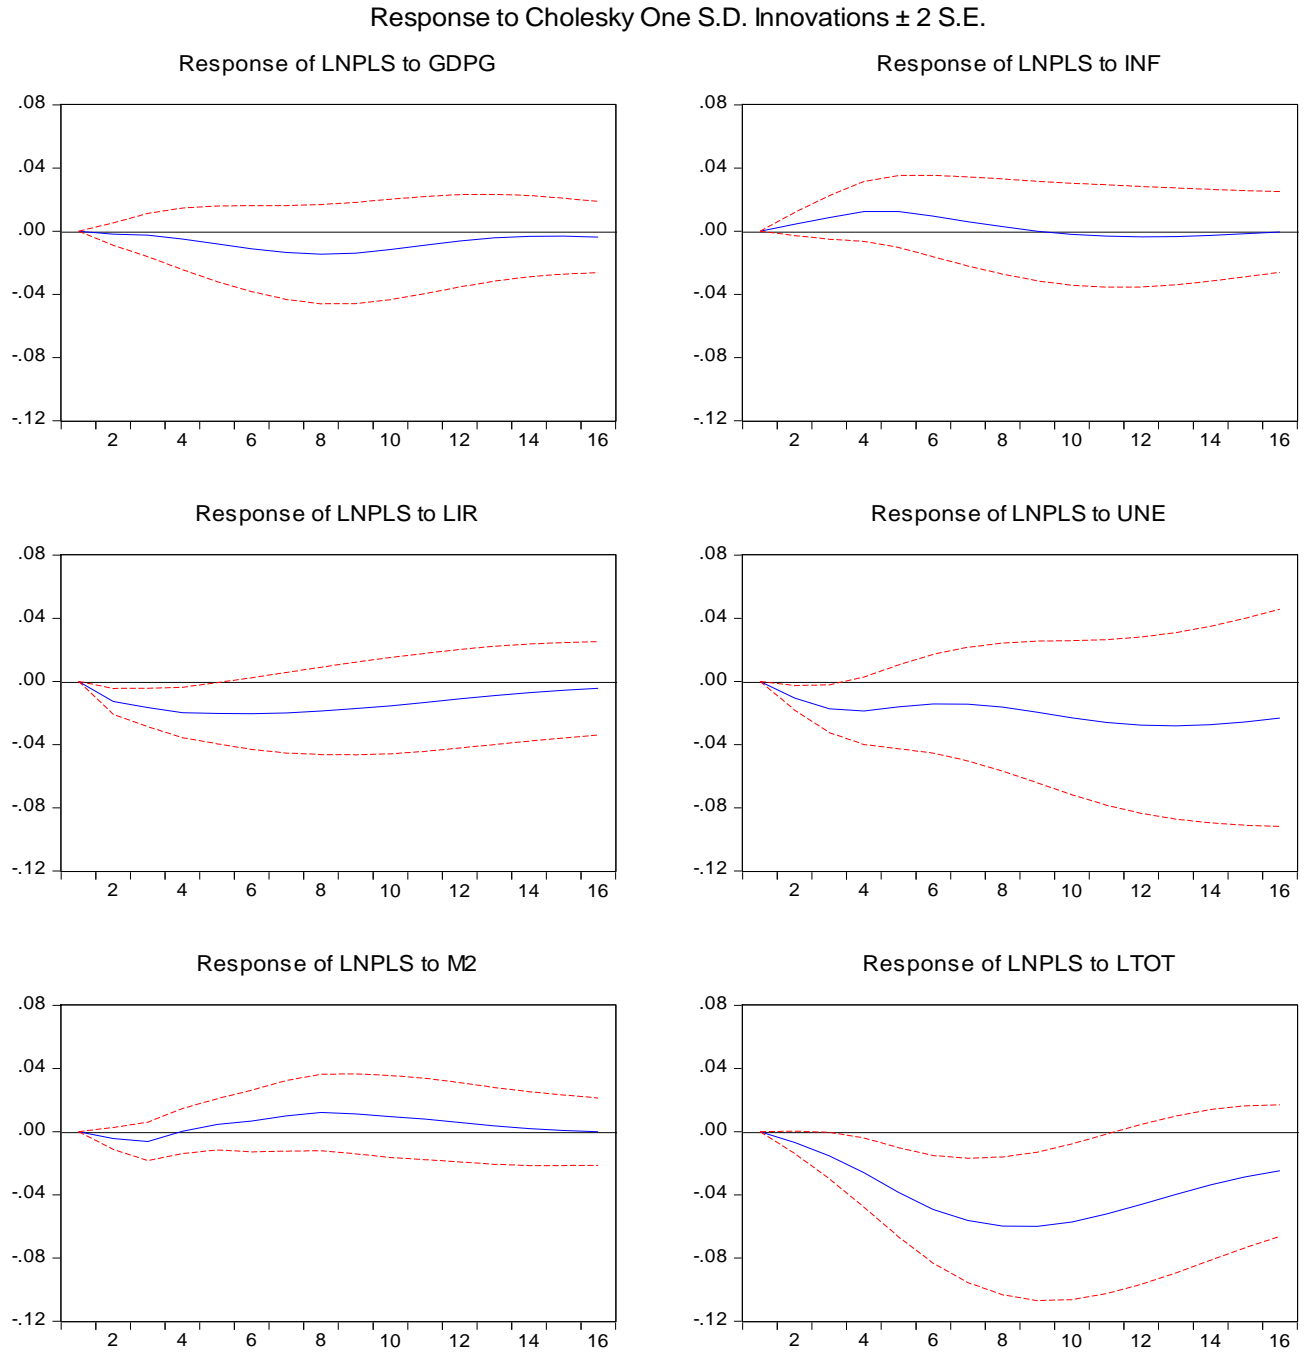 Response to Cholesky One S.D. Innovations ± 2 S.E.
Response of LNPLS to GDPG
.08
.04
.00
-.04
-.08
-.12
2 4 6 8 10 12 14 16
Response of LNPLS to INF
.08
.04
.00
-.04
-.08
-.12
2 4 6 8 10 12 14 16
Response of LNPLS to LIR
.08
.04
.00
-.04
-.08
-.12
2 4 6 8 10 12 14 16
Response of LNPLS to UNE
.08
.04
.00
-.04
-.08
-.12
2 4 6 8 10 12 14 16
Response of LNPLS to M2
.08
.04
.00
-.04
-.08
-.12
2 4 6 8 10 12 14 16
Response of LNPLS to LTOT
.08
.04
.00
-.04
-.08
-.12
2 4 6 8 10 12 14 16